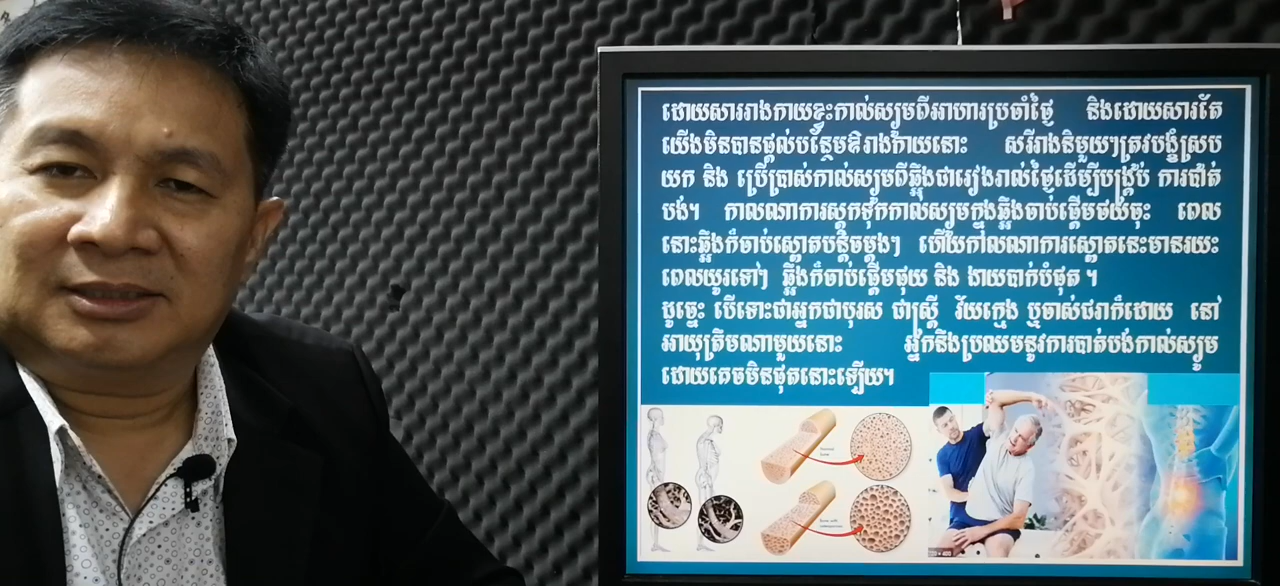 ដោយសាររាងកាយខ្វះកាល់ស្យូមពីអាហារប្រចាំថ្ងៃ និងដោយសារតែ
យើងមិនបានផ្តល់បន្ថែមឱរាងកាយនោះ សរីរាងនិមួយៗត្រូវបង្ខំស្រូប
យក និង ប្រើប្រាស់កាល់ស្យូមពីឆ្អឹងជារៀងរាល់ថ្ងៃដើម្បីបង្គ្រប់ ការបាត់
បង់។ កាលណាការស្តុកទុកកាល់ស្យូមក្នុងឆ្អឹងចាប់ផ្តើមថយចុះ ពេល
នោះឆ្អឹងក៏ចាប់ស្តើតបន្តិចម្តងៗ ហើយកាលណាការស្តើតនេះមានរយះ
ពេលយូរទៅៗ ឆ្អឹងក៏ចាប់ផ្តើមផុយ និង ងាយបាក់បំផុត ។
ដូច្នេះ បើទោះជាអ្នកជាបុរស ជាស្ត្រី វ័យក្មេង ឬចាស់ជរាក៏ដោយ នៅ
អាយុត្រឹមណាមួយនោះ អ្នកនឹងប្រឈមនូវការបាត់បង់កាល់ស្យូម
ដោយគេចមិនផុតនោះឡើយ។